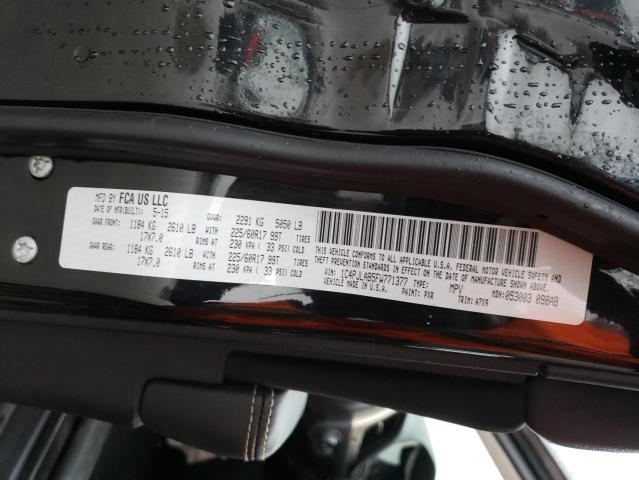 MFD BY FCA US LLC
DATE OF MFR(BUILT): 5-15 GVWR: 2291 KG 5050 LB
GAWR FRONT: 1184 KG 2610 LB WITH 225/60R17 99T TIRES
17X7.0 RIMS AT 230 KPA ( 33 PSI) COLD
GAWR REAR: 1184 KG 2610 LB WITH 225/60R17 99T TIRES
17X7.0 RIMS AT 230 KPA ( 33 PSI) COLD
THIS VEHICLE CONFORMS TO ALL APPLICABLE U.S.A. FEDERAL MOTOR VEHICLE SAFETY,
THEFT PREVENTION STANDARDS IN EFFECT ON THE DATE OF MANUFACTURE SHOWN ABOVE.
VIN: 1C4PJLAB5FW771377 TYPE: MPV MDH: 053003 098AB
VEHICLE MADE IN U.S.A. PAINT: PXR TRIM: A7X9